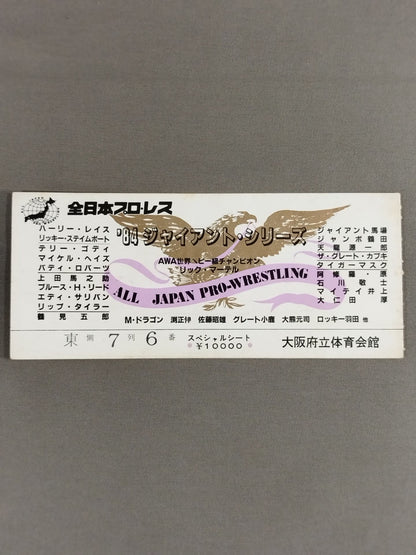 全日本プロ・レス
'84 ジャイアント・シリーズ
AWA世界ヘビー級チャンピオン
リック・マーテル
ALL JAPAN PRO-WRESTLING
ハーリー・レイス
リッキー・スティムボート
テリー・ゴディ
マイケル・ヘイズ
バディ・ロバーツ
上田馬之助
ブルース・H・リード
エディ・サリバン
リップ・タイラー
鶴見五郎
ジャイアント馬場
ジャンボ鶴田
天龍源一郎
ザ・グレート・カブキ
タイガーマスク
阿修羅・原
石川敬士
マイティ井上
大仁田厚
M・ドラゴン 渕正伸 佐藤昭雄 グレート小鹿 大熊元司 ロッキー羽田 他
東側 7列 6番
スペシャルシート
¥10000
大阪府立体育会館